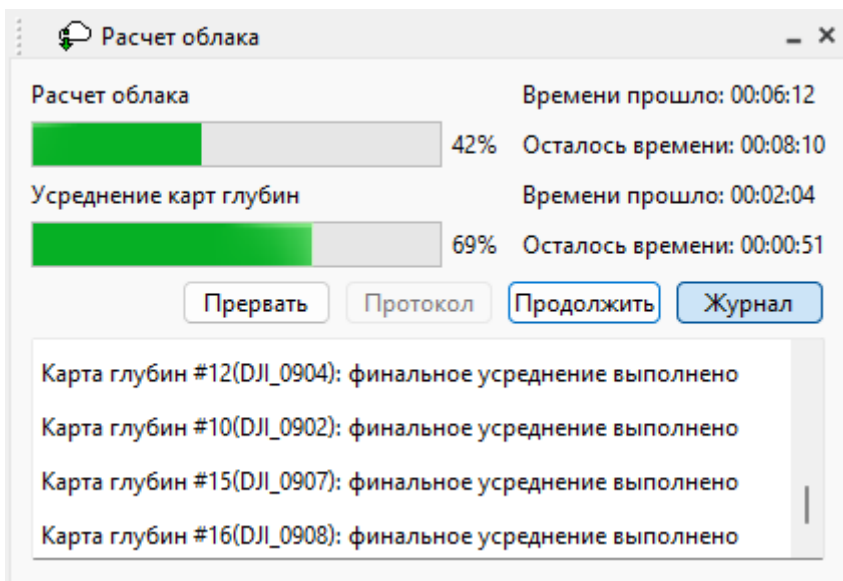 Расчет облака
Расчет облака Времени прошло: 00:06:12
42% Осталось времени: 00:08:10
Усреднение карт глубин Времени прошло: 00:02:04
69% Осталось времени: 00:00:51
Прервать Протокол Продолжить Журнал
Карта глубин #12(DJI_0904): финальное усреднение выполнено
Карта глубин #10(DJI_0902): финальное усреднение выполнено
Карта глубин #15(DJI_0907): финальное усреднение выполнено
Карта глубин #16(DJI_0908): финальное усреднение выполнено